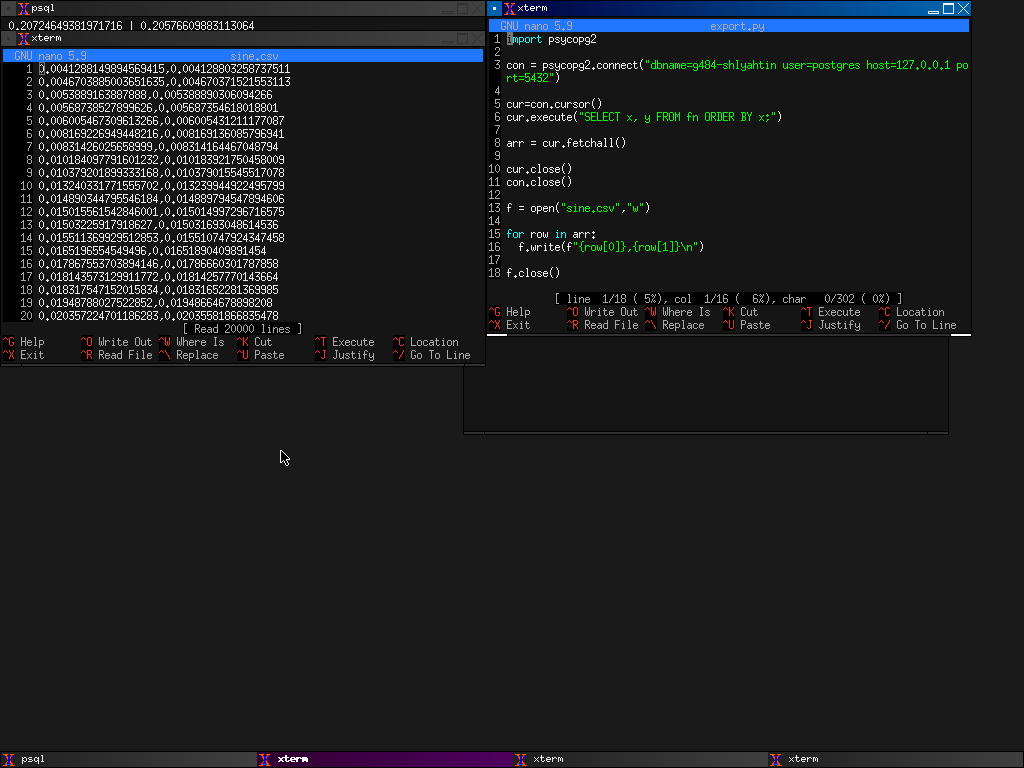 psql
0.20724649381971716 | 0.20576609883113064
xterm
GNU nano 5.9 sine.csv
1 0.0041288149894569415,0.004128803258737511
2 0.0046703885003651635,0.004670371521553113
3 0.0053889163887888,0.005388890306094266
4 0.00568738527899626,0.005687354618018801
5 0.006005467309613266,0.006005431211177087
6 0.008169226949448216,0.008169136085796941
7 0.00831426025658999,0.008314164467048794
8 0.010184097791601232,0.010183921750458009
9 0.010379201899333168,0.010379015545517078
10 0.013240331771555702,0.013239944922495799
11 0.014890344795546184,0.014889794547894606
12 0.015015561542846001,0.015014997296716575
13 0.01503225917918627,0.01503169304861453​6
14 0.015511369929512853,0.015510747924347458
15 0.0165196554549496,0.01651890409891454
16 0.017867553703894146,0.01786660301787858
17 0.018143573129911772,0.01814257770143664
18 0.018317547152015834,0.01831652281369985
19 0.01948788027522852,0.01948664678898208
20 0.020357224701186283,0.02035581866835478
[ Read 20000 lines ]
^G Help ^O Write Out ^W Where Is ^K Cut ^T Execute ^C Location
^X Exit ^R Read File ^\ Replace ^U Paste ^J Justify ^/ Go To Line
xterm
GNU nano 5.9 export.py
1 import psycopg2
2
3 con = psycopg2.connect("dbname=g484-shlyahtin user=postgres host=127.0.0.1 po
rt=5432")
4
5 cur=con.cursor()
6 cur.execute("SELECT x, y FROM fn ORDER BY x;")
7
8 arr = cur.fetchall()
9
10 cur.close()
11 con.close()
12
13 f = open("sine.csv","w")
14
15 for row in arr:
16 f.write(f"{row[0]},{row[1]}\n")
17
18 f.close()
[ line 1/18 ( 5%), col 1/16 ( 6%), char 0/302 ( 0%) ]
^G Help ^O Write Out ^W Where Is ^K Cut ^T Execute ^C Location
^X Exit ^R Read File ^\ Replace ^U Paste ^J Justify ^/ Go To Line
psql xterm xterm xterm